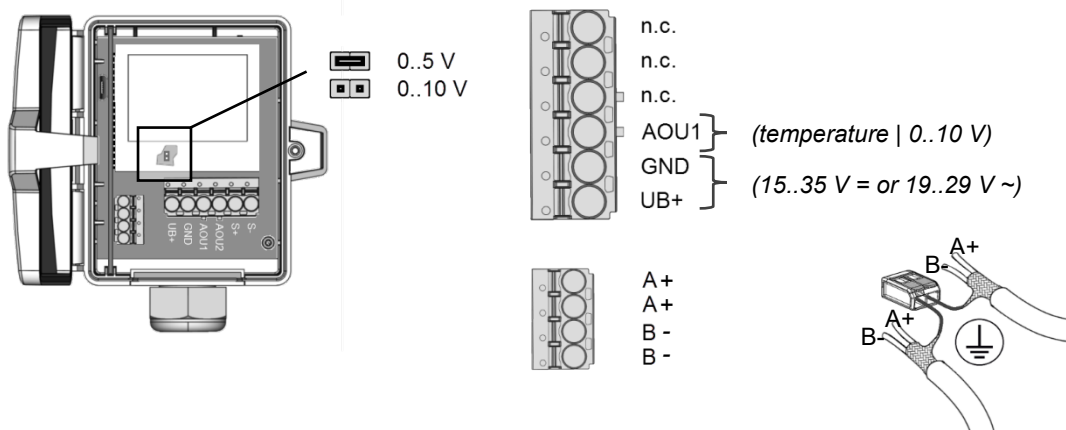 0..5 V
0..10 V
UB+
GND
AOU1
AOU2
S+
S-
n.c.
n.c.
n.c.
AOU1 (temperature | 0..10 V)
GND
UB+
(15..35 V = or 19..29 V ~)
A+
A+
B -
B -
A+
B-
A+
B-